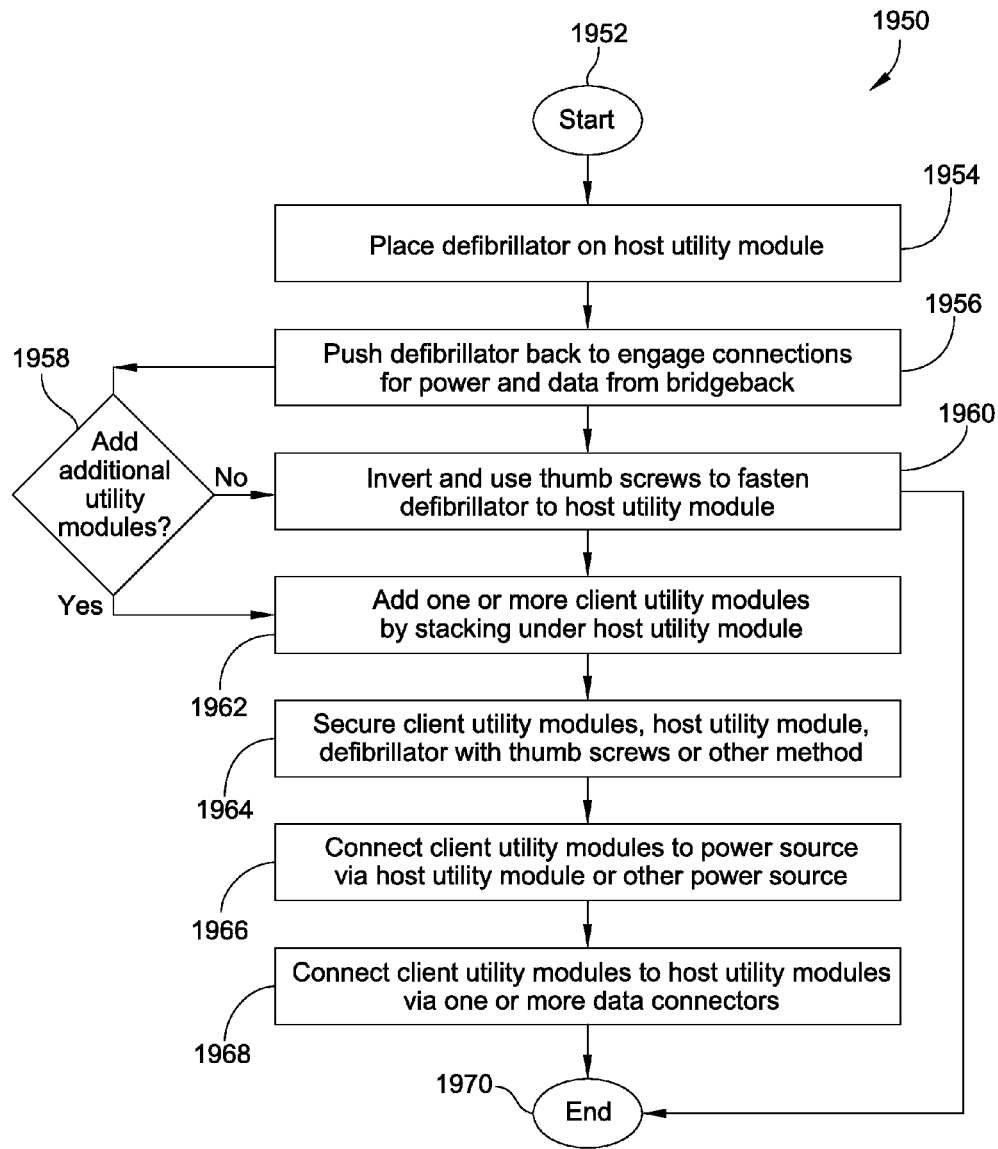 1950
1952
Start
1954
Place defibrillator on host utility module
1956
Push defibrillator back to engage connections
for power and data from bridgeback
1958
Add
additional
utility
modules?
No
Yes
1960
Invert and use thumb screws to fasten
defibrillator to host utility module
Add one or more client utility modules
by stacking under host utility module
1962
Secure client utility modules, host utility module,
defibrillator with thumb screws or other method
1964
Connect client utility modules to power source
via host utility module or other power source
1966
Connect client utility modules to host utility modules
via one or more data connectors
1968
1970
End